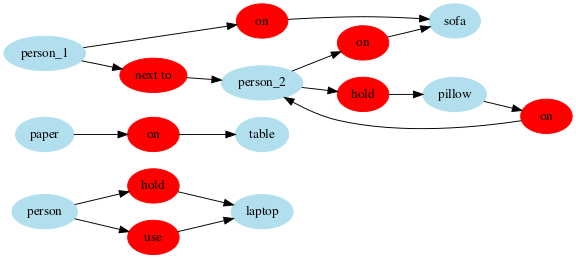 on
sofa
person_1
on
next to
person_2
hold
pillow
on
paper
on
table
hold
person
laptop
use